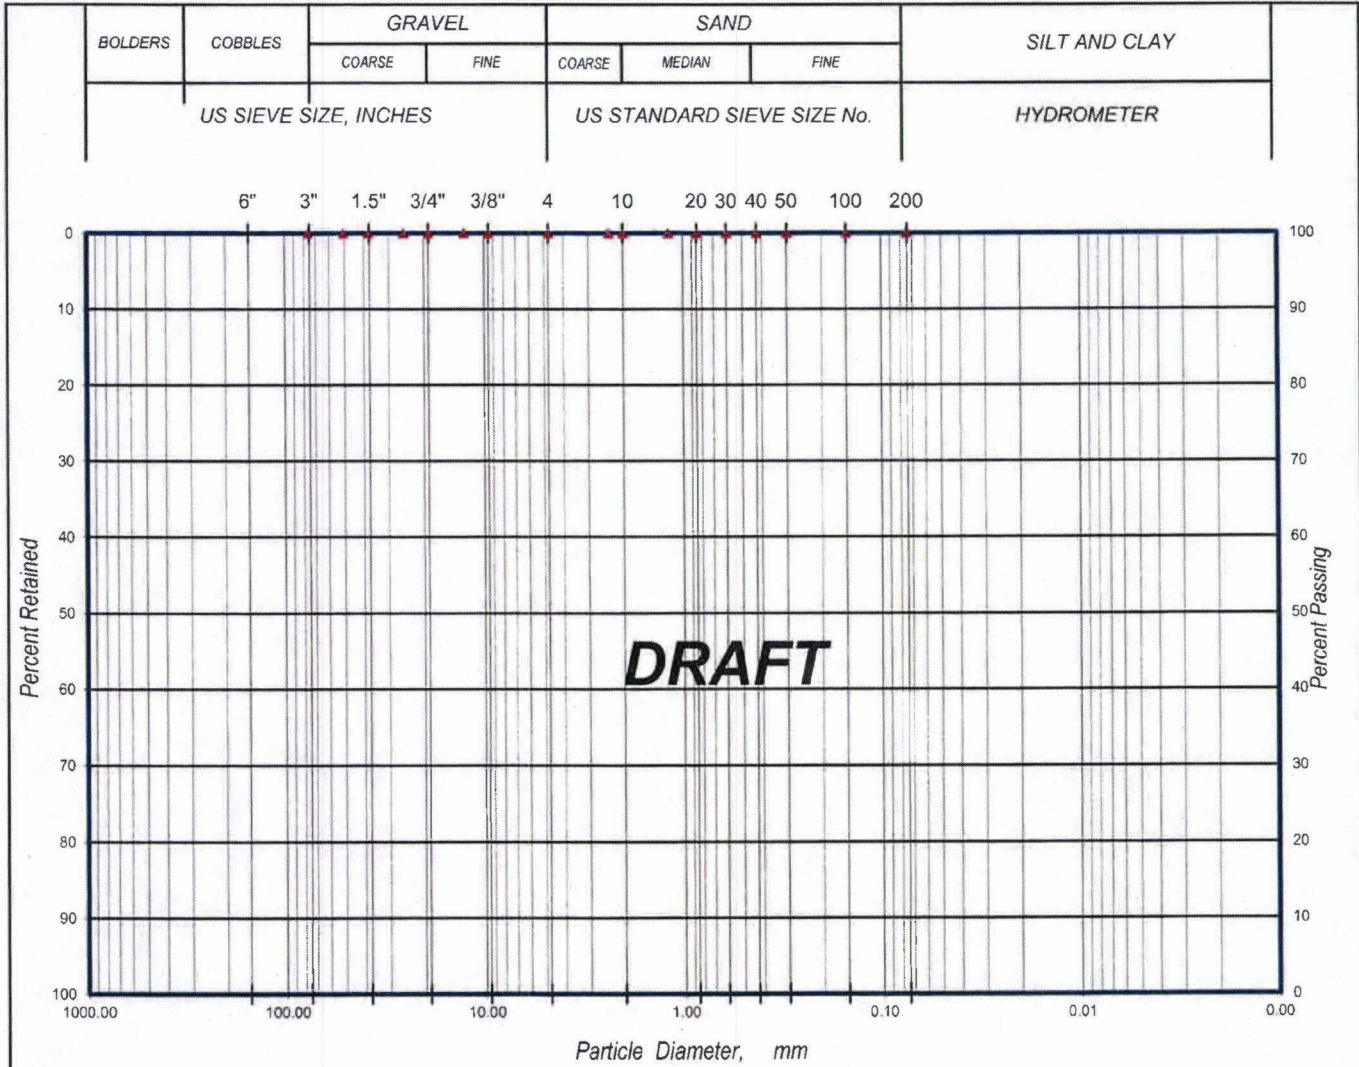 GRAVEL SAND
BOLDERS COBBLES SILT AND CLAY
COARSE FINE COARSE MEDIAN FINE
US SIEVE SIZE, INCHES US STANDARD SIEVE SIZE No. HYDROMETER
6" 3" 1.5" 3/4" 3/8" 4 10 20 30 40 50 100 200
0 100
10 90
20 80
30 70
40 60
50 50
60 40
70 30
80 20
90 10
100 0
Percent Retained
Percent Passing
DRAFT
1000.00 100.00 10.00 1.00 0.10 0.01 0.00
Particle Diameter, mm